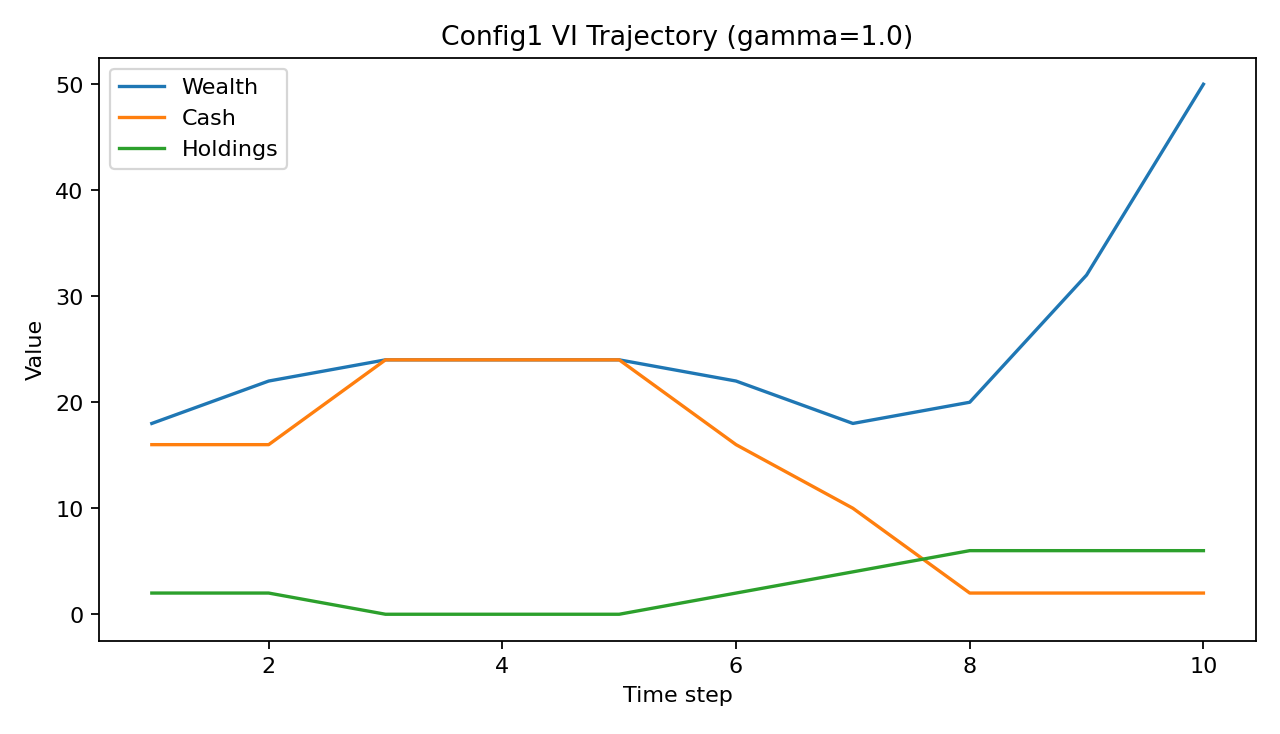 Config1 VI Trajectory (gamma=1.0)
Wealth
Cash
Holdings
Value
50
40
30
20
10
0
2 4 6 8 10
Time step